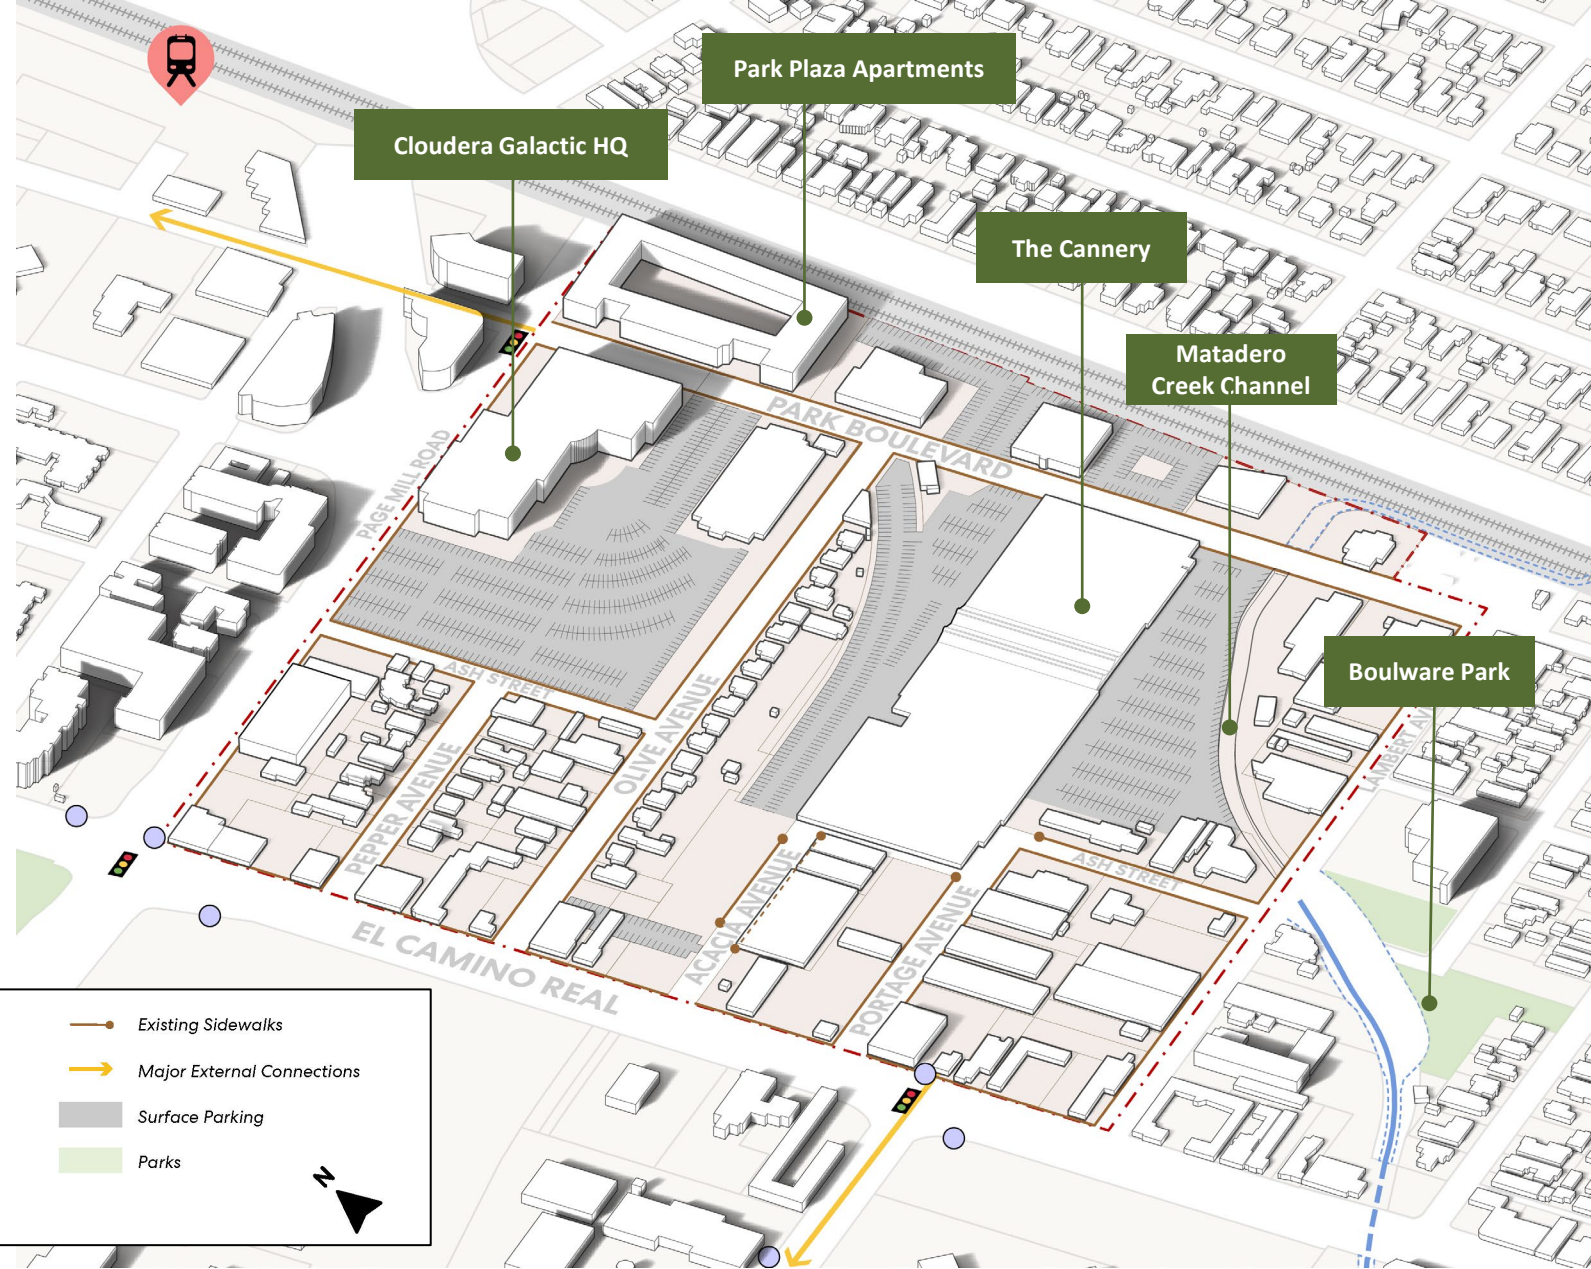 Park Plaza Apartments
Cloudera Galactic HQ
The Cannery
Matadero
Creek Channel
Boulware Park
PARK BOULEVARD
PAGE MILL ROAD
ASH STREET
OLIVE AVENUE
PEPPER AVENUE
LAMBERT AV
ACACIA AVENUE
ASH STREET
PORTAGE AVENUE
EL CAMINO REAL
Existing Sidewalks
Major External Connections
Surface Parking
Parks
N